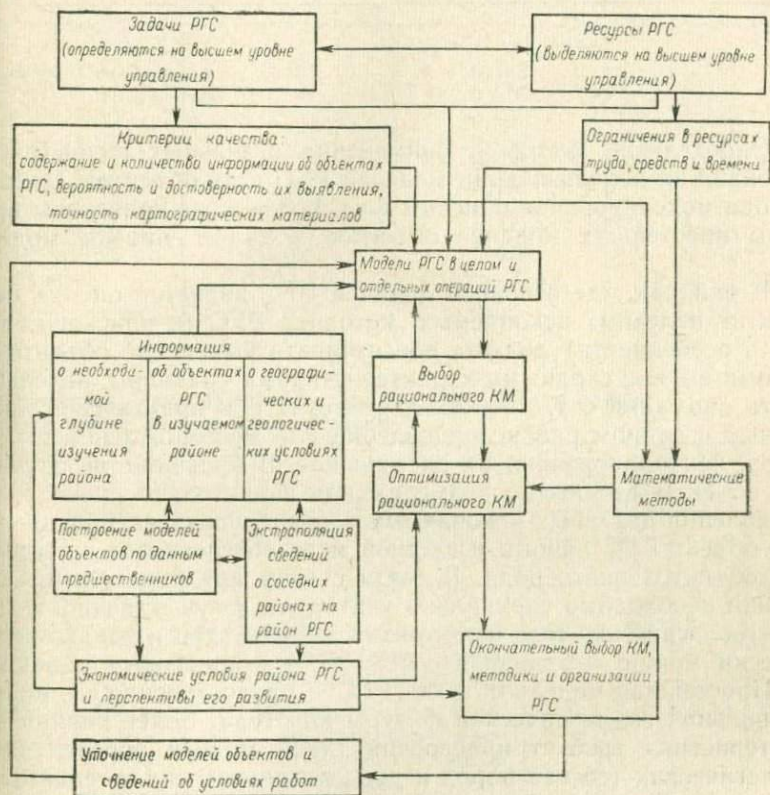 Задачи РГС
(определяются на высшем уровне
управления)
Ресурсы РГС
(выделяются на высшем уровне
управления)
Критерии качества:
содержание и количество информации об объектах
РГС, вероятность и достоверность их выявления,
точность картографических материалов
Ограничения в ресурсах
труда, средств и времени
Модели РГС в целом и
отдельных операций РГС
Информация
о необходи-
мой
глубине
изучения
района
об объектах
РГС
в изучаемом
районе
о географи-
ческих и
геологичес-
ких условиях
РГС
Выбор
рационального КМ
Оптимизация
рационального КМ
Математические
методы
Построение моделей
объектов по данным
предшественников
Экстраполяция
сведений
о соседних
районах на
район РГС
Экономические условия района РГС
и перспективы его развития
Окончательный выбор КМ,
методики и организации
РГС
Уточнение моделей объектов и
сведений об условиях работ